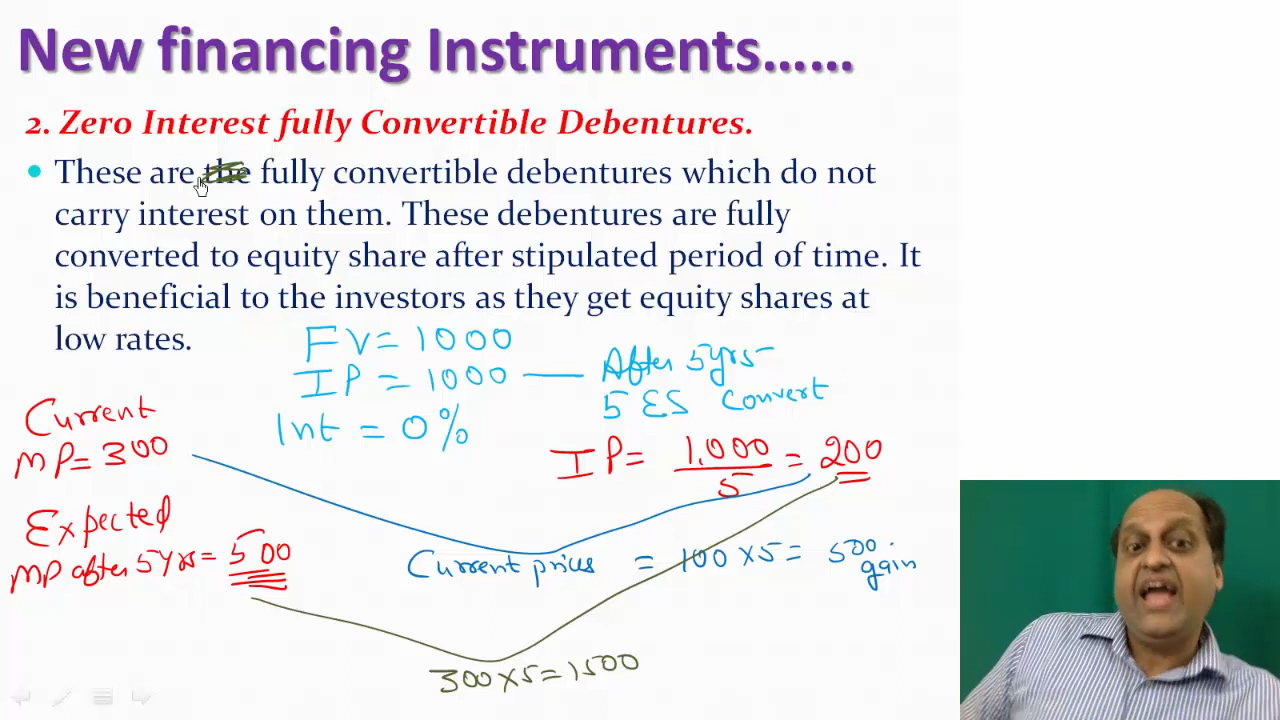 New financing Instruments……
2. Zero Interest fully Convertible Debentures.
These are the fully convertible debentures which do not
carry interest on them. These debentures are fully
converted to equity share after stipulated period of time. It
is beneficial to the investors as they get equity shares at
low rates.
FV = 1000
IP = 1000 — After 5yrs
5 ES Convert
Int = 0%
Current
MP = 300
IP = 1,000 / 5 = 200
Expected
MP after 5Yrs = 500
Current prices = 100 × 5 = 500.
gain
300 × 5 = 1500